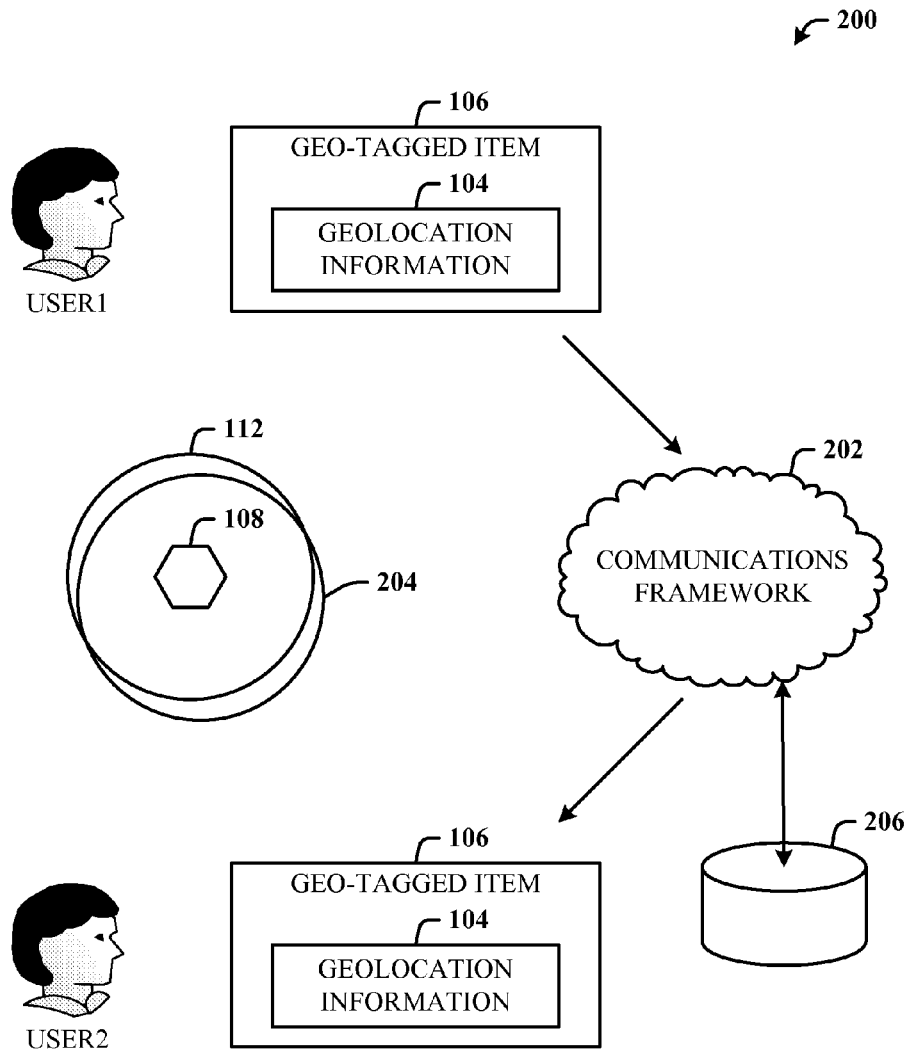 200
106
GEO-TAGGED ITEM
104
GEOLOCATION
INFORMATION
USER1
112
202
108
COMMUNICATIONS
FRAMEWORK
204
206
106
GEO-TAGGED ITEM
104
GEOLOCATION
INFORMATION
USER2